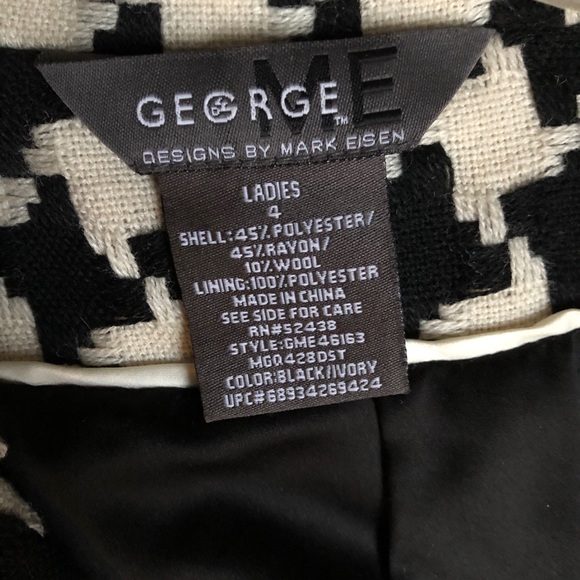 GEORGE ME™
DESIGNS BY MARK EISEN
LADIES
4
SHELL:45% POLYESTER/
45% RAYON/
10% WOOL
LINING:100% POLYESTER
MADE IN CHINA
SEE SIDE FOR CARE
RN#52438
STYLE:GME46163
MGQ428DST
COLOR:BLACK/IVORY
UPC#68934269424